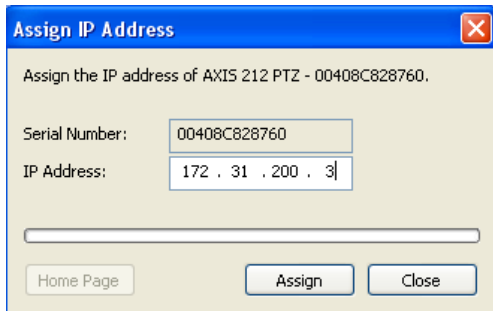 Assign IP Address
Assign the IP address of AXIS 212 PTZ - 00408C828760.
Serial Number: 00408C828760
IP Address: 172 . 31 . 200 . 3
Home Page Assign Close